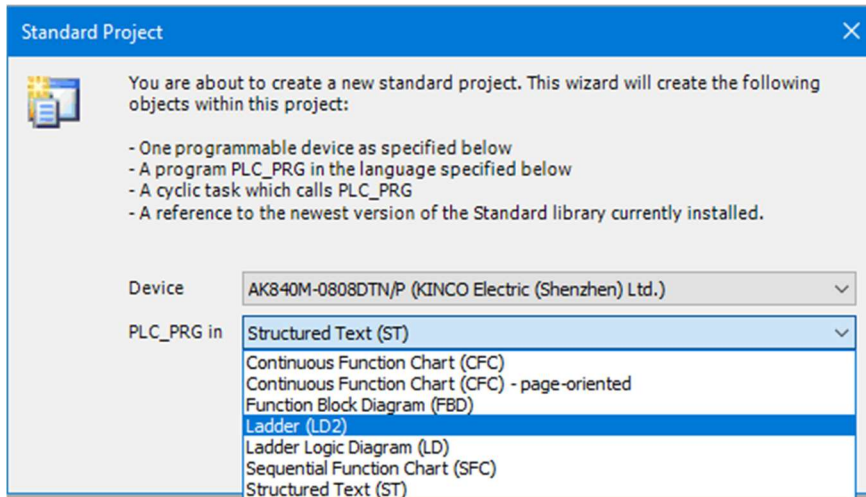 Standard Project
You are about to create a new standard project. This wizard will create the following
objects within this project:
- One programmable device as specified below
- A program PLC_PRG in the language specified below
- A cyclic task which calls PLC_PRG
- A reference to the newest version of the Standard library currently installed.
Device
AK840M-0808DTN/P (KINCO Electric (Shenzhen) Ltd.)
PLC_PRG in
Structured Text (ST)
Continuous Function Chart (CFC)
Continuous Function Chart (CFC) - page-oriented
Function Block Diagram (FBD)
Ladder (LD2)
Ladder Logic Diagram (LD)
Sequential Function Chart (SFC)
Structured Text (ST)